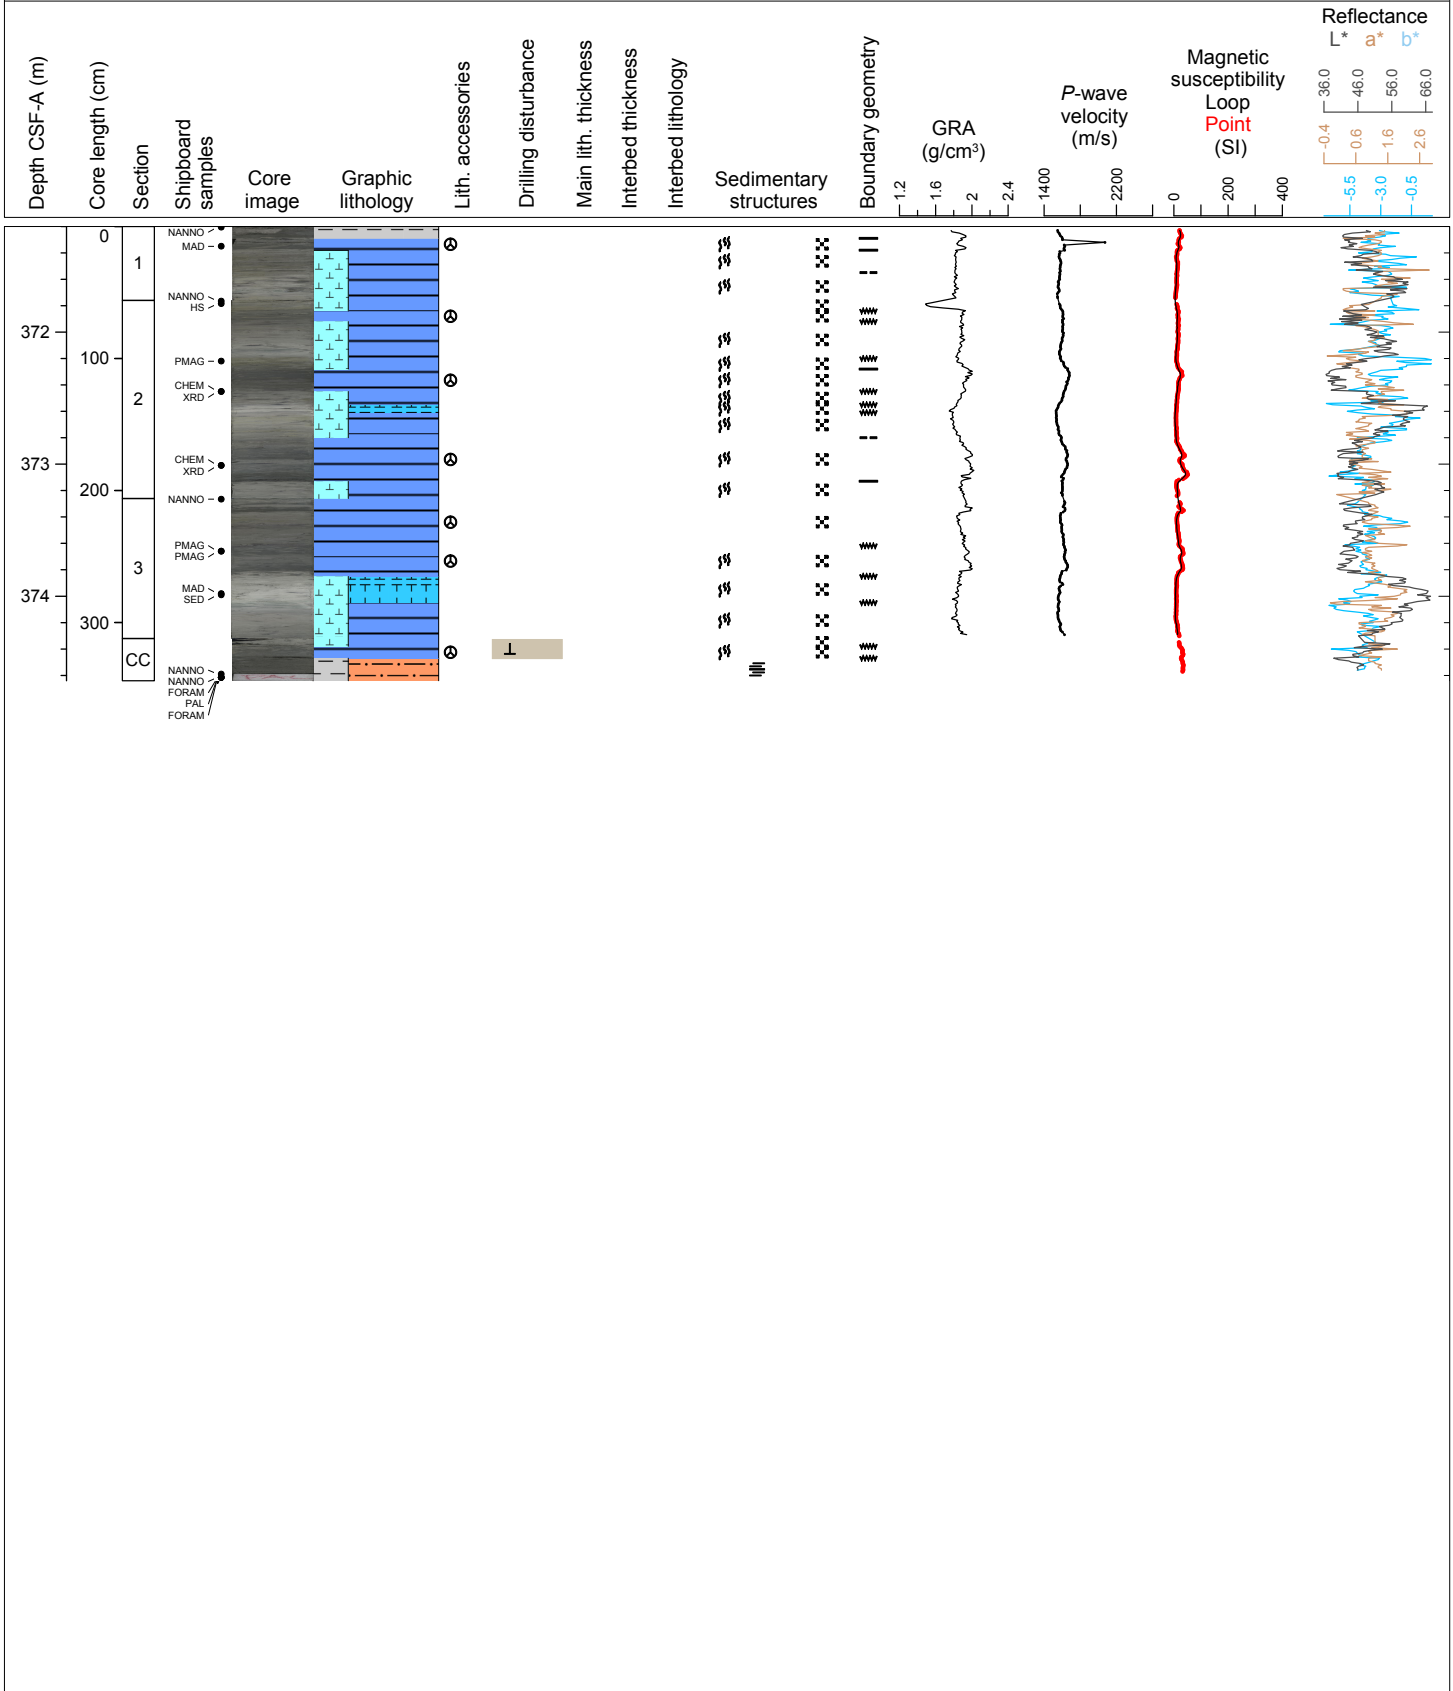 Depth CSF-A (m)
Core length (cm)
Section
Shipboard
samples
Core
image
Graphic
lithology
Lith. accessories
Drilling disturbance
Main lith. thickness
Interbed thickness
Interbed lithology
Sedimentary
structures
Boundary geometry
GRA
(g/cm³)
1.2
1.6
2
2.4
P-wave
velocity
(m/s)
1400
2200
Magnetic
susceptibility
Loop
Point
(SI)
0
200
400
Reflectance
L* a* b*
36.0
46.0
56.0
66.0
-0.4
0.6
1.6
2.6
-5.5
-3.0
-0.5
372
373
374
0
100
200
300
1
2
3
CC
NANNO
MAD
NANNO
HS
PMAG
CHEM
XRD
CHEM
XRD
NANNO
PMAG
PMAG
MAD
SED
NANNO
NANNO
FORAM
PAL
FORAM